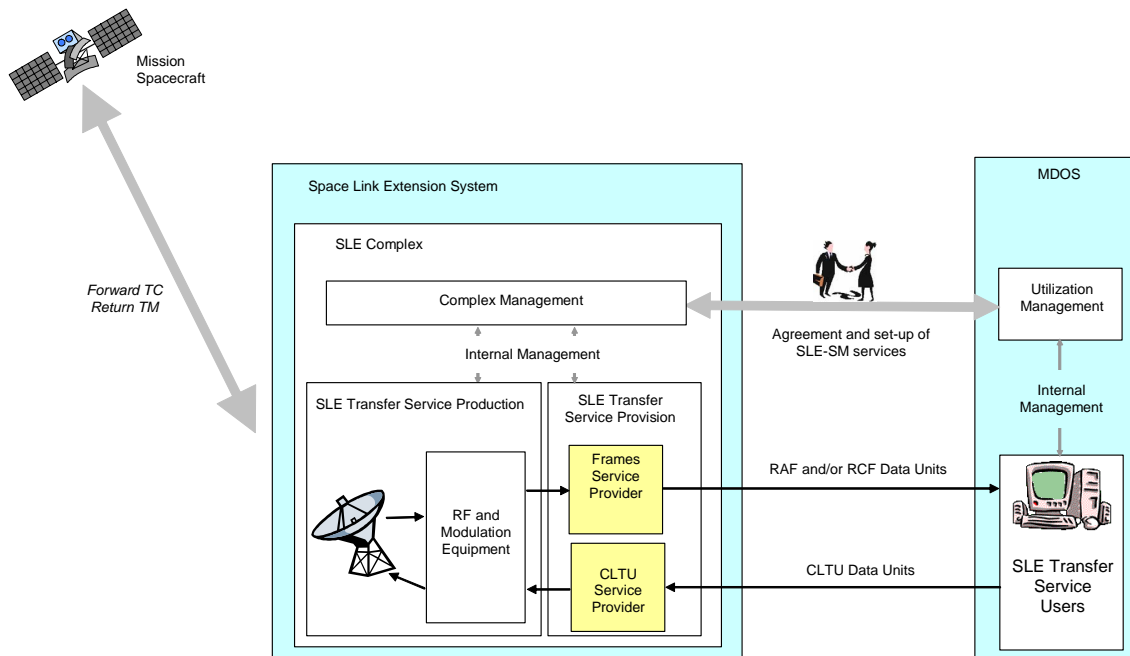 Mission
Spacecraft
MDOS
Space Link Extension System
SLE Complex
Forward TC
Return TM
Complex Management
Utilization
Management
Agreement and set-up of
SLE-SM services
Internal Management
Internal
Management
SLE Transfer Service Production
SLE Transfer
Service Provision
Frames
Service
Provider
RAF and/or RCF Data Units
RF and
Modulation
Equipment
CLTU
Service
Provider
CLTU Data Units
SLE Transfer
Service
Users